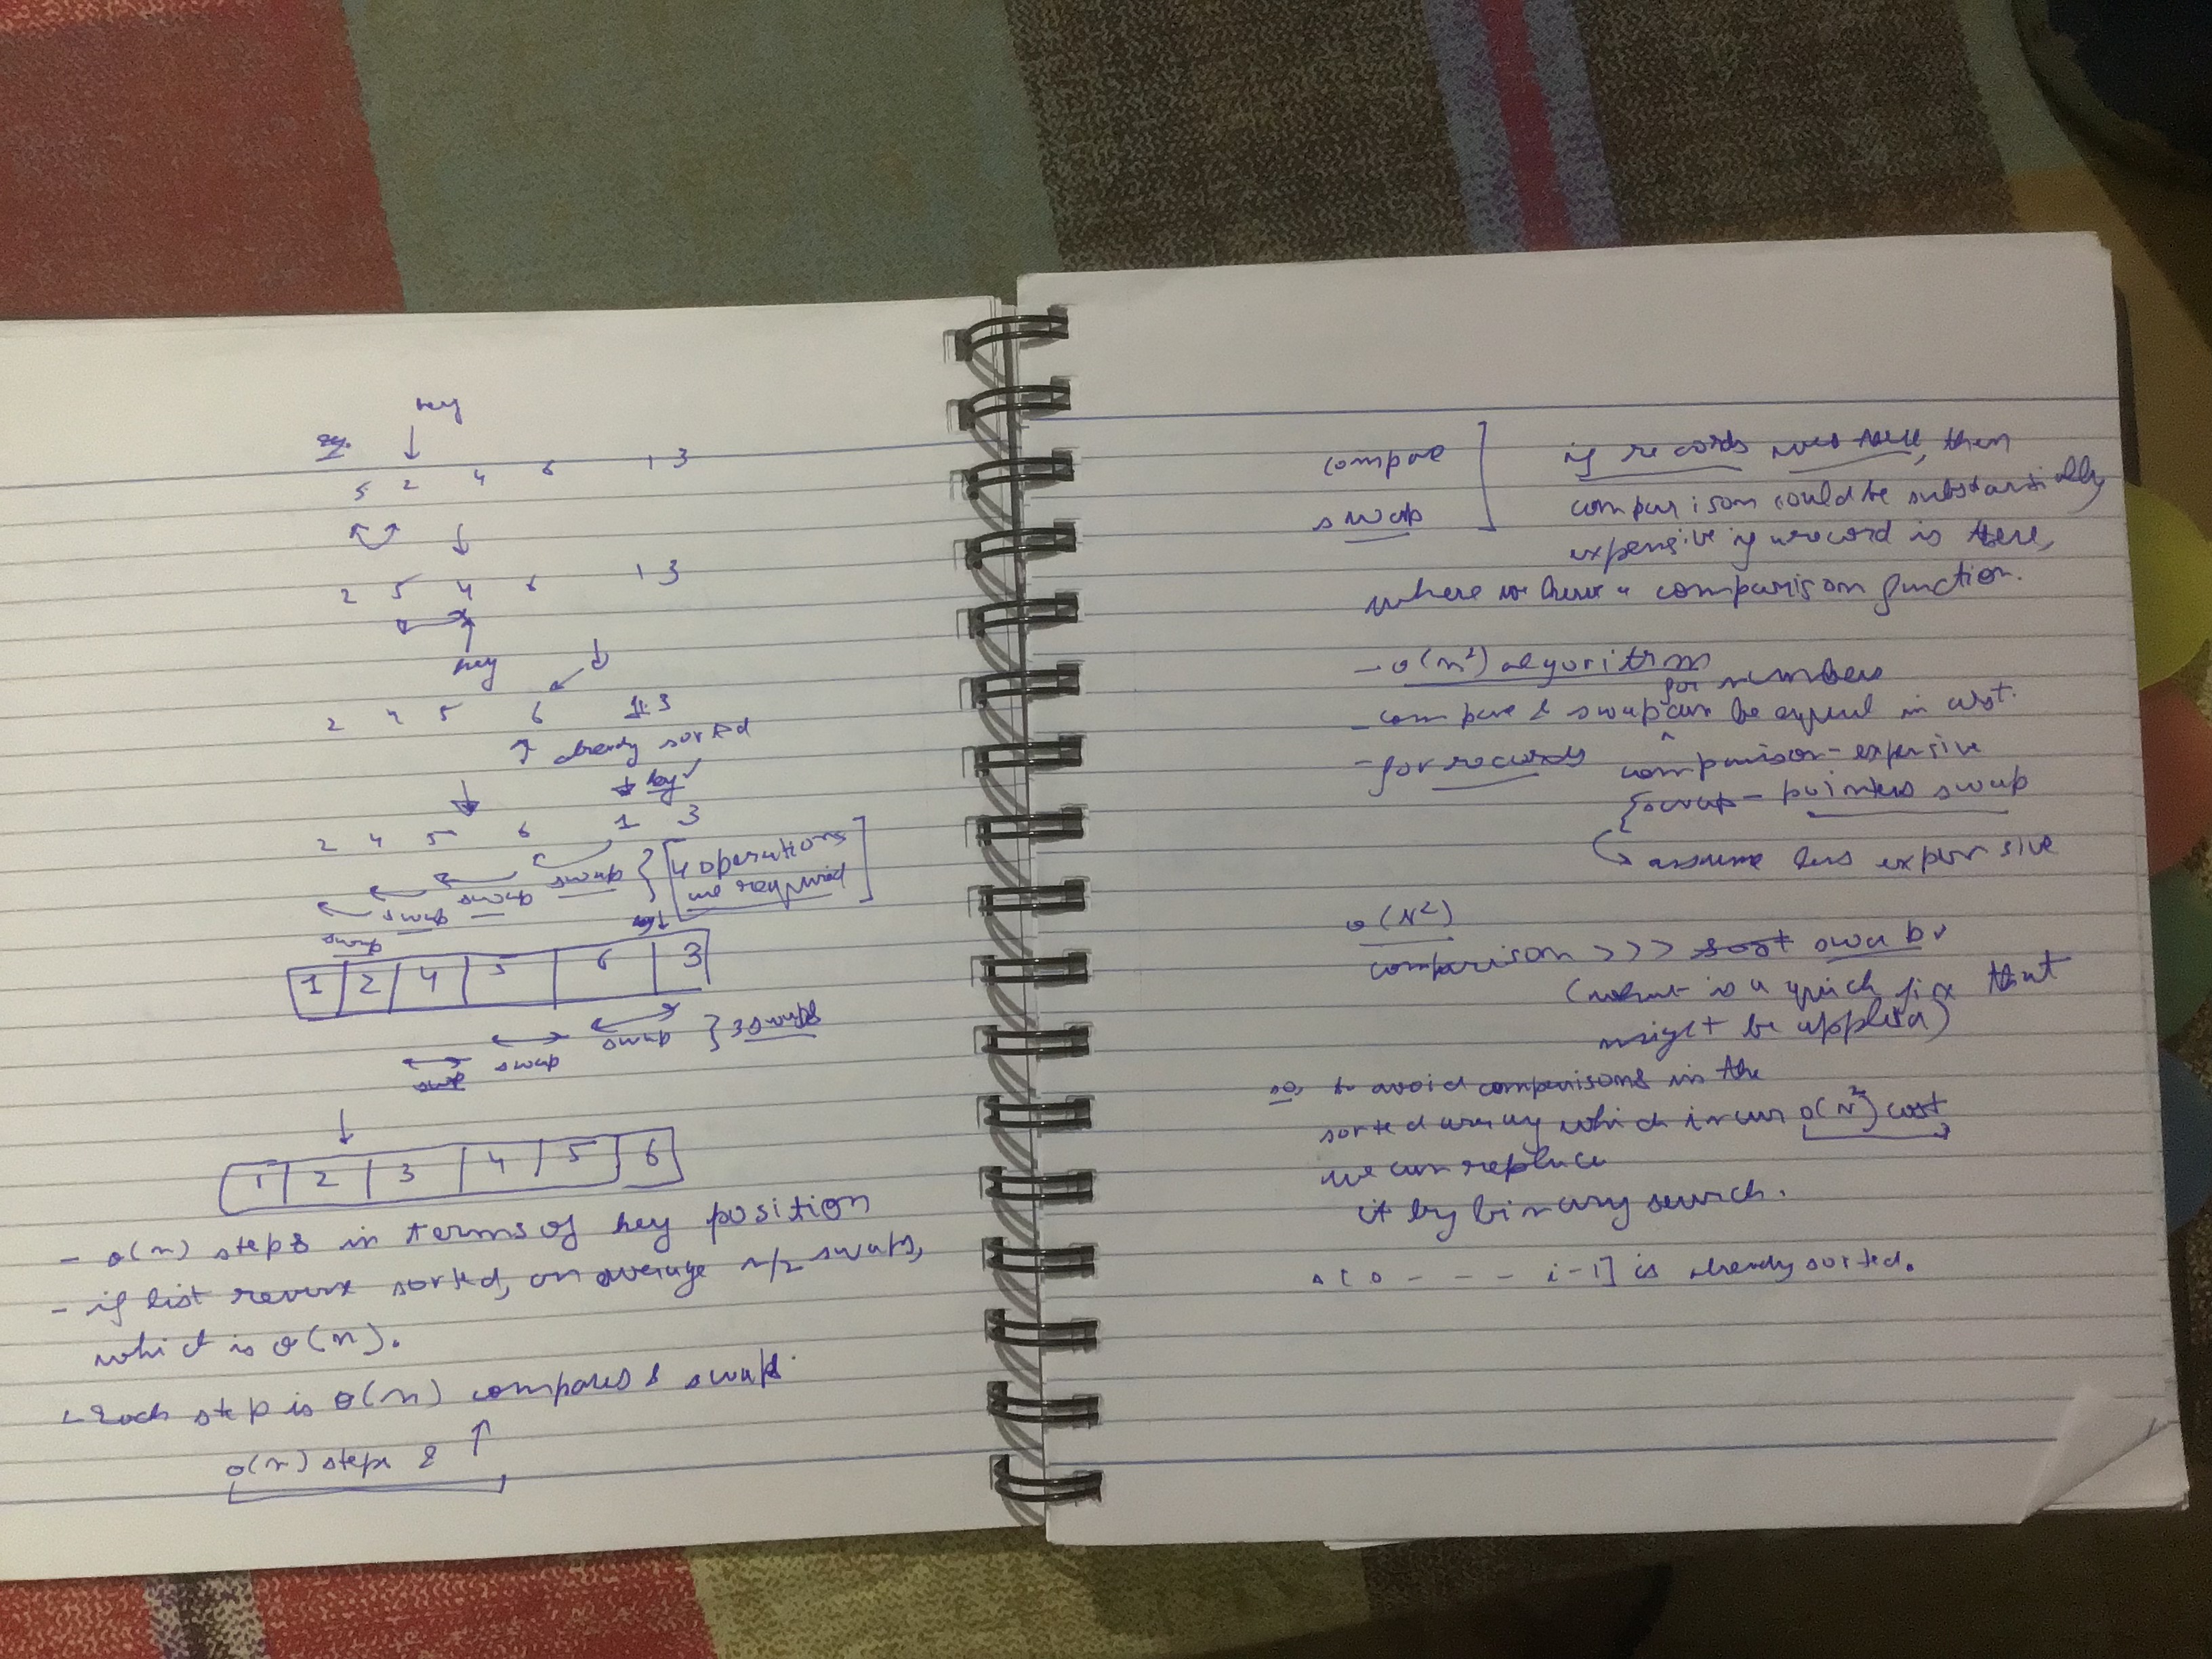 eg.
key
5 2 4 6 1 3
2 5 4 6 1 3
key
2 4 5 6 1 3
already sorted
key
2 4 5 6 1 3
swap
swap
swap
swap
4 operations
are required
key
1 2 4 5 6 3
swap
swap
swap
3 swaps
1 2 3 4 5 6
- θ(n) steps in terms of key position
- if list reverse sorted, on average n/2 swaps,
which is θ(n).
- Each step is θ(n) compares & swaps.
θ(n) steps &
compare
swap
if records, then
comparison could be substantially
expensive if record is there,
where we have a comparison function.
- θ(n²) algorithm
for numbers
- compare & swap can be equal in cost.
- for records
comparison - expensive
swap - pointers swap
assume less expensive
θ(N²)
comparison >>> sort swap
(what is a quick fix that
might be applied)
so, to avoid comparisons in the
sorted array which incur θ(N²) cost
we can replace
it by binary search.
A[0 - - - i-1] is already sorted.